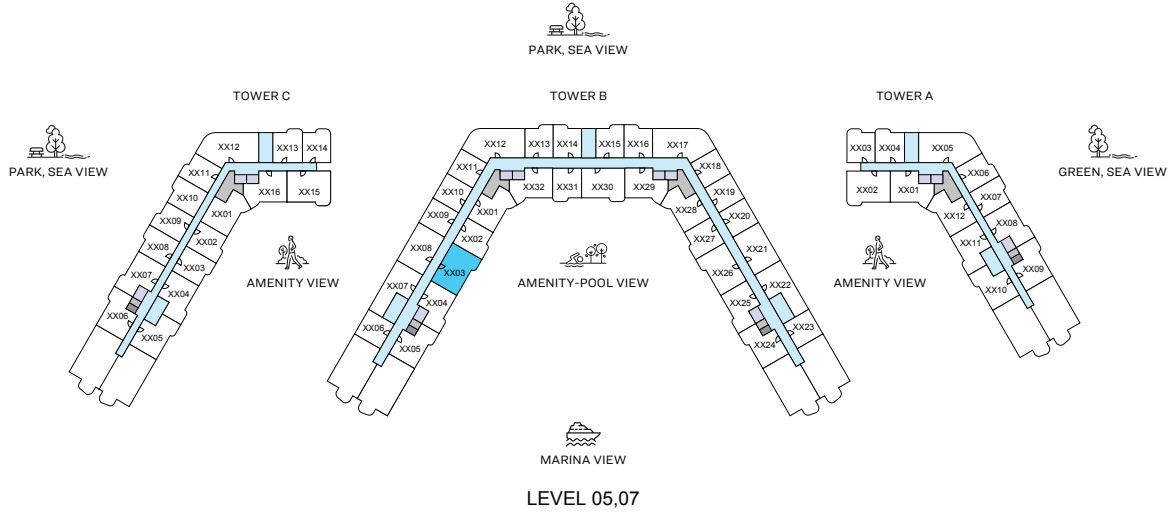 PARK, SEA VIEW
TOWER C
TOWER B
TOWER A
PARK, SEA VIEW
GREEN, SEA VIEW
XX12
XX13
XX14
XX11
XX16
XX15
XX10
XX01
XX09
XX02
XX08
XX03
XX07
XX04
XX06
XX05
AMENITY VIEW
XX12
XX13
XX14
XX15
XX16
XX17
XX11
XX32
XX31
XX30
XX29
XX18
XX10
XX01
XX28
XX19
XX09
XX02
XX27
XX20
XX08
XX03
XX26
XX21
XX07
XX04
XX25
XX22
XX06
XX05
XX24
XX23
AMENITY-POOL VIEW
XX03
XX04
XX05
XX02
XX01
XX06
XX12
XX07
XX11
XX08
XX10
XX09
AMENITY VIEW
MARINA VIEW
LEVEL 05,07